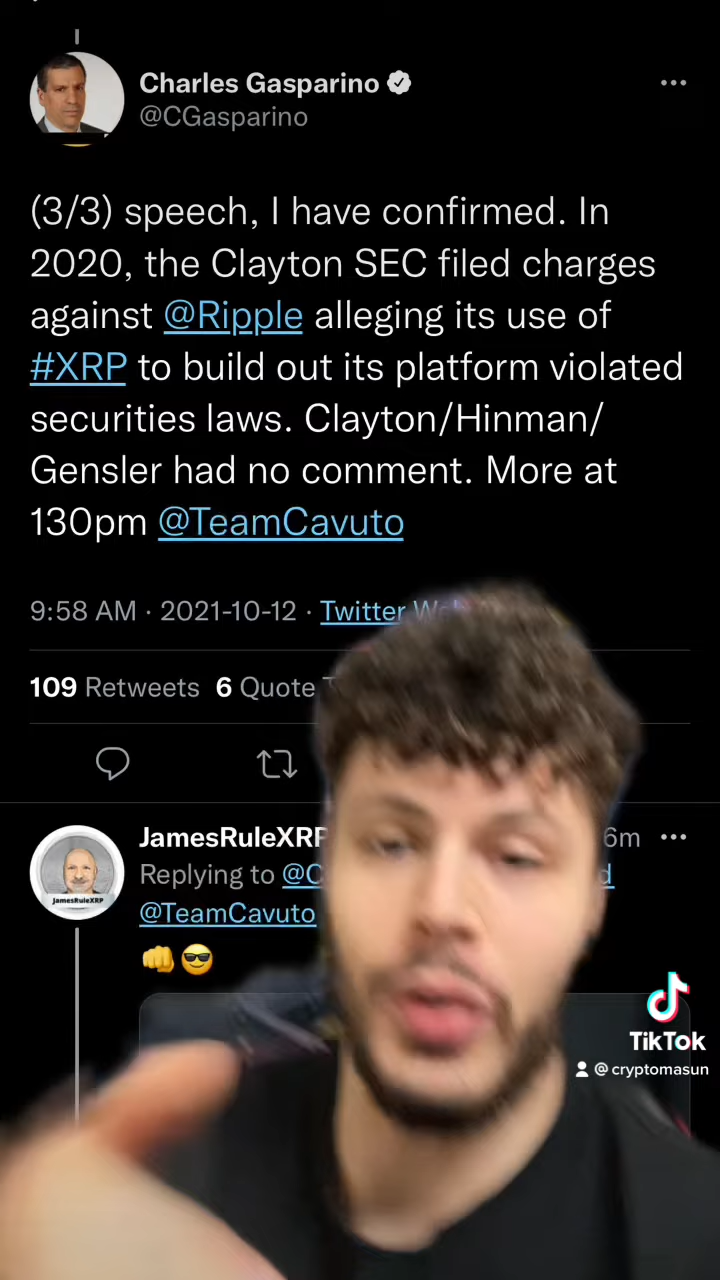 Charles Gasparino
@CGasparino
(3/3) speech, I have confirmed. In
2020, the Clayton SEC filed charges
against @Ripple alleging its use of
#XRP to build out its platform violated
securities laws. Clayton/Hinman/
Gensler had no comment. More at
130pm @TeamCavuto
9:58 AM · 2021-10-12 · Twitter
109 Retweets 6 Quote
JamesRuleXRP 6m
Replying to
@TeamCavuto
JamesRuleXRP
TikTok
@cryptomasun